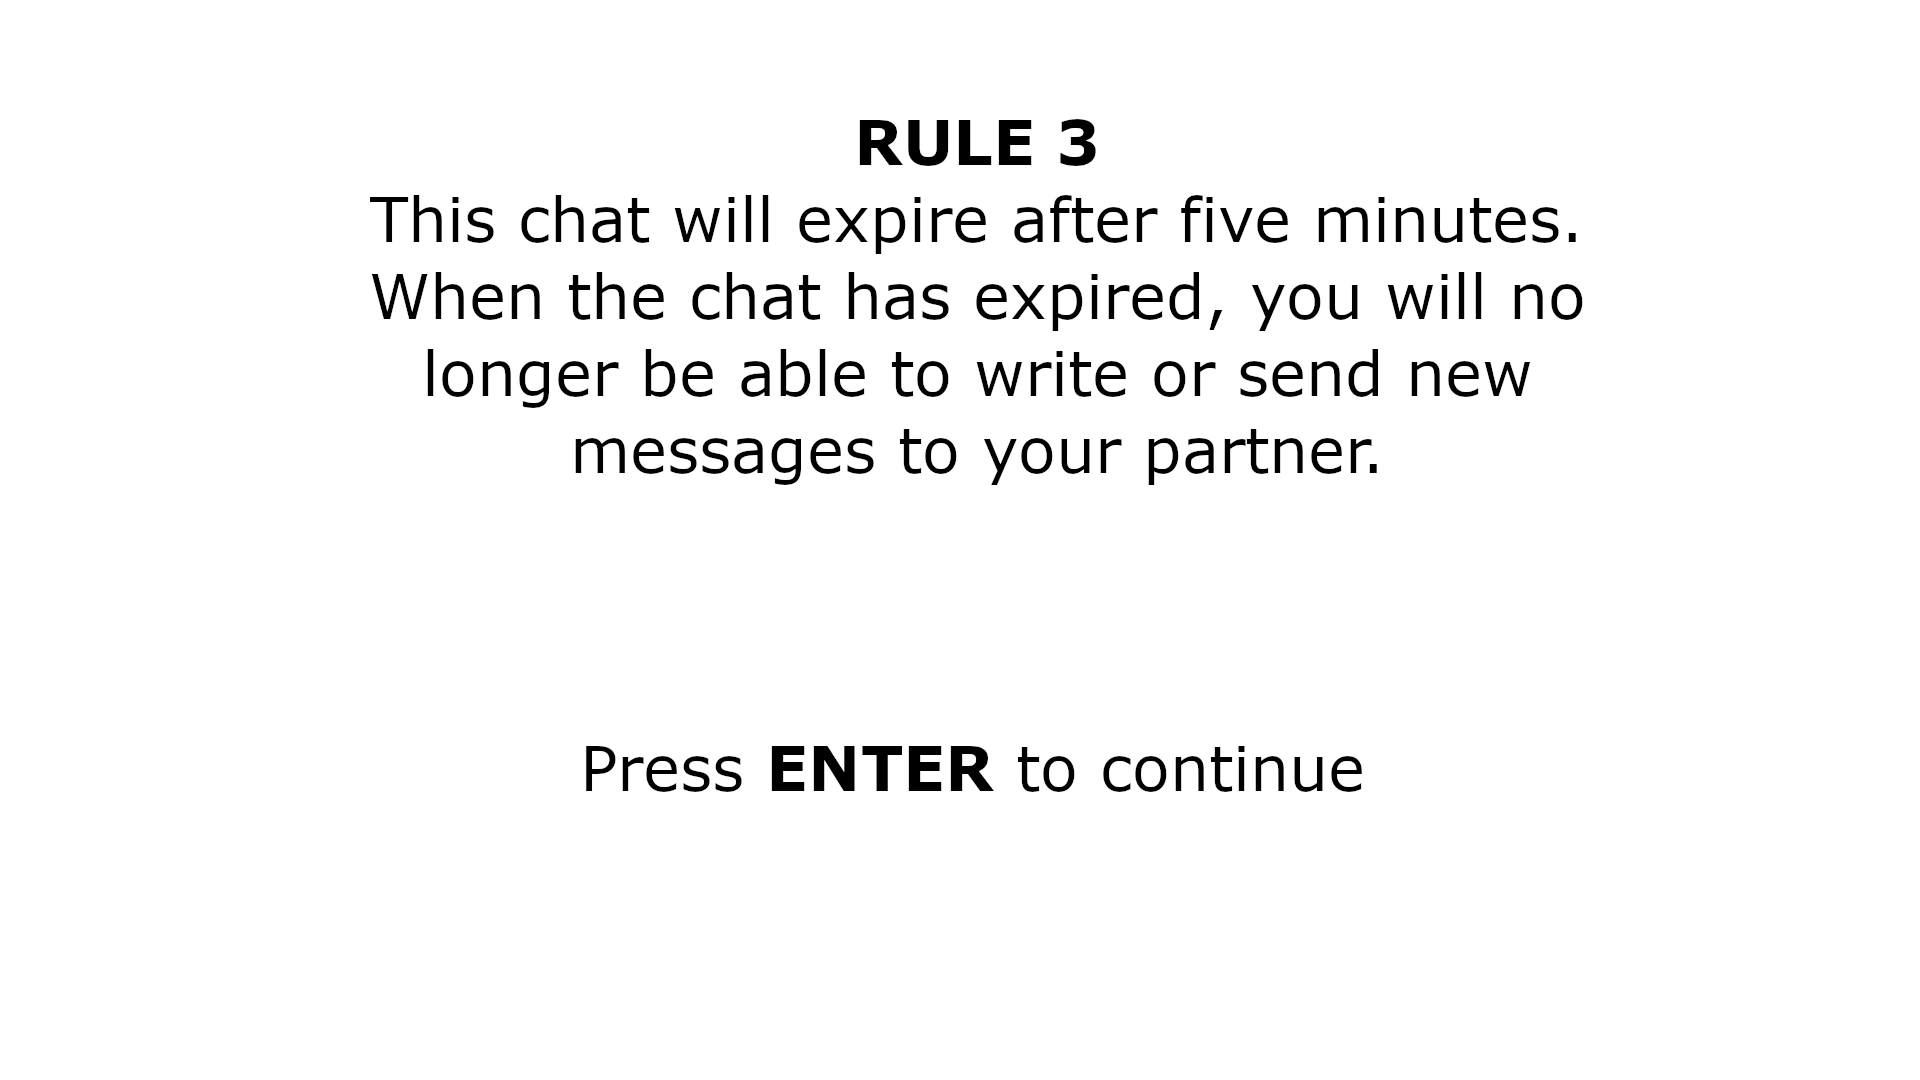 RULE 3
This chat will expire after five minutes.
When the chat has expired, you will no
longer be able to write or send new
messages to your partner.
Press ENTER to continue